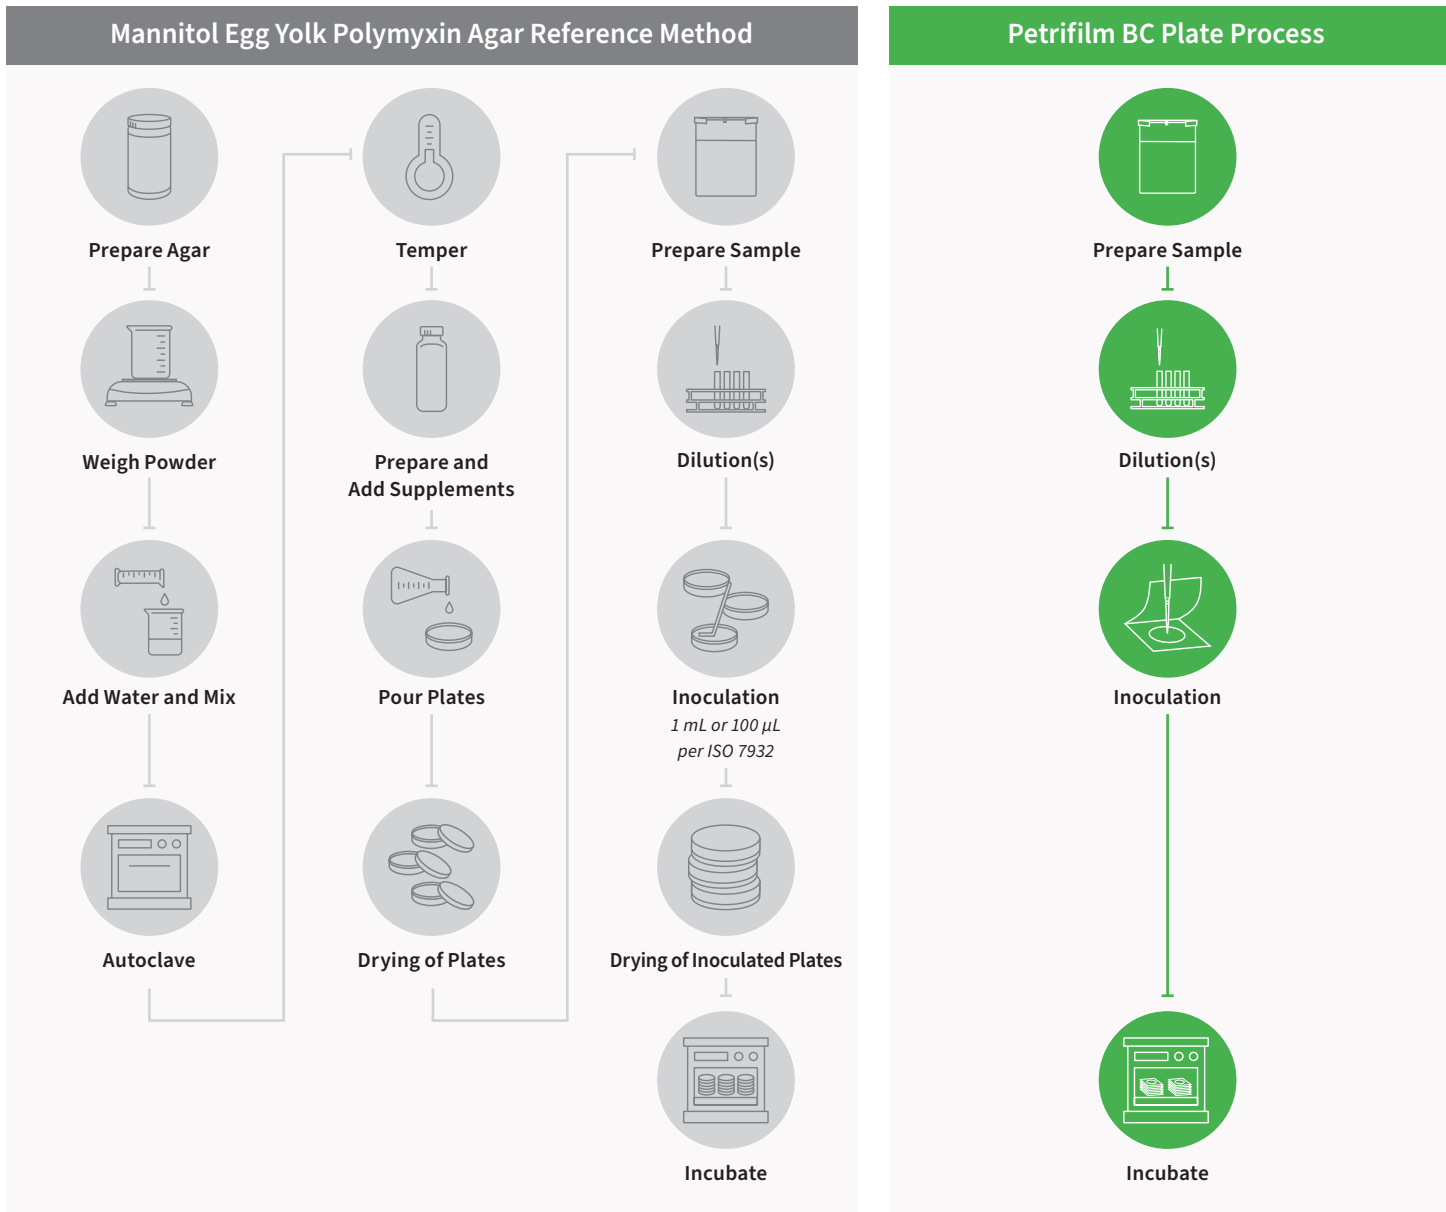 Mannitol Egg Yolk Polymyxin Agar Reference Method
Prepare Agar
Weigh Powder
Add Water and Mix
Autoclave
Temper
Prepare and
Add Supplements
Pour Plates
Drying of Plates
Prepare Sample
Dilution(s)
Inoculation
1 mL or 100 µL
per ISO 7932
Drying of Inoculated Plates
Incubate
Petrifilm BC Plate Process
Prepare Sample
Dilution(s)
Inoculation
Incubate